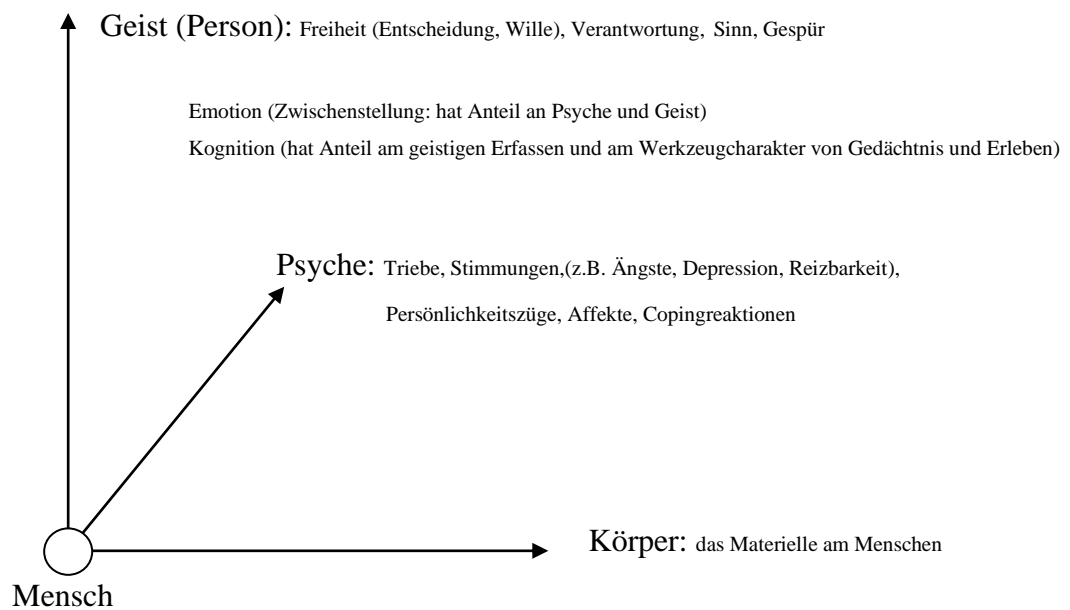 Geist (Person): Freiheit (Entscheidung, Wille), Verantwortung, Sinn, Gespür
Emotion (Zwischenstellung: hat Anteil an Psyche und Geist)
Kognition (hat Anteil am geistigen Erfassen und am Werkzeugcharakter von Gedächtnis und Erleben)
Psyche: Triebe, Stimmungen,(z.B. Ängste, Depression, Reizbarkeit),
Persönlichkeitszüge, Affekte, Copingreaktionen
Körper: das Materielle am Menschen
Mensch